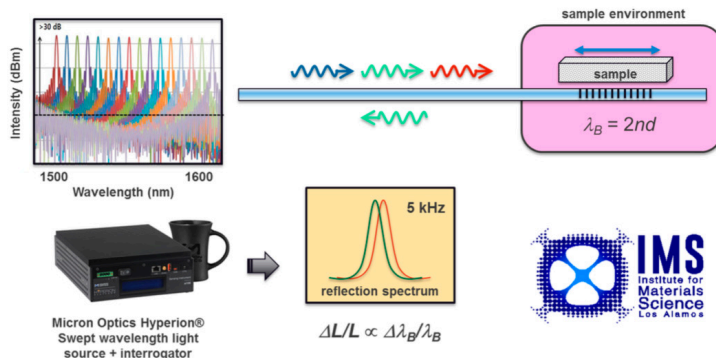 >30 dB
Intensity (dBm)
1500
1600
Wavelength (nm)
sample environment
sample
λB = 2nd
Micron Optics Hyperion®
Swept wavelength light
source + interrogator
5 kHz
reflection spectrum
ΔL/L ∝ ΔλB/λB
IMS
Institute for
Materials
Science
Los Alamos